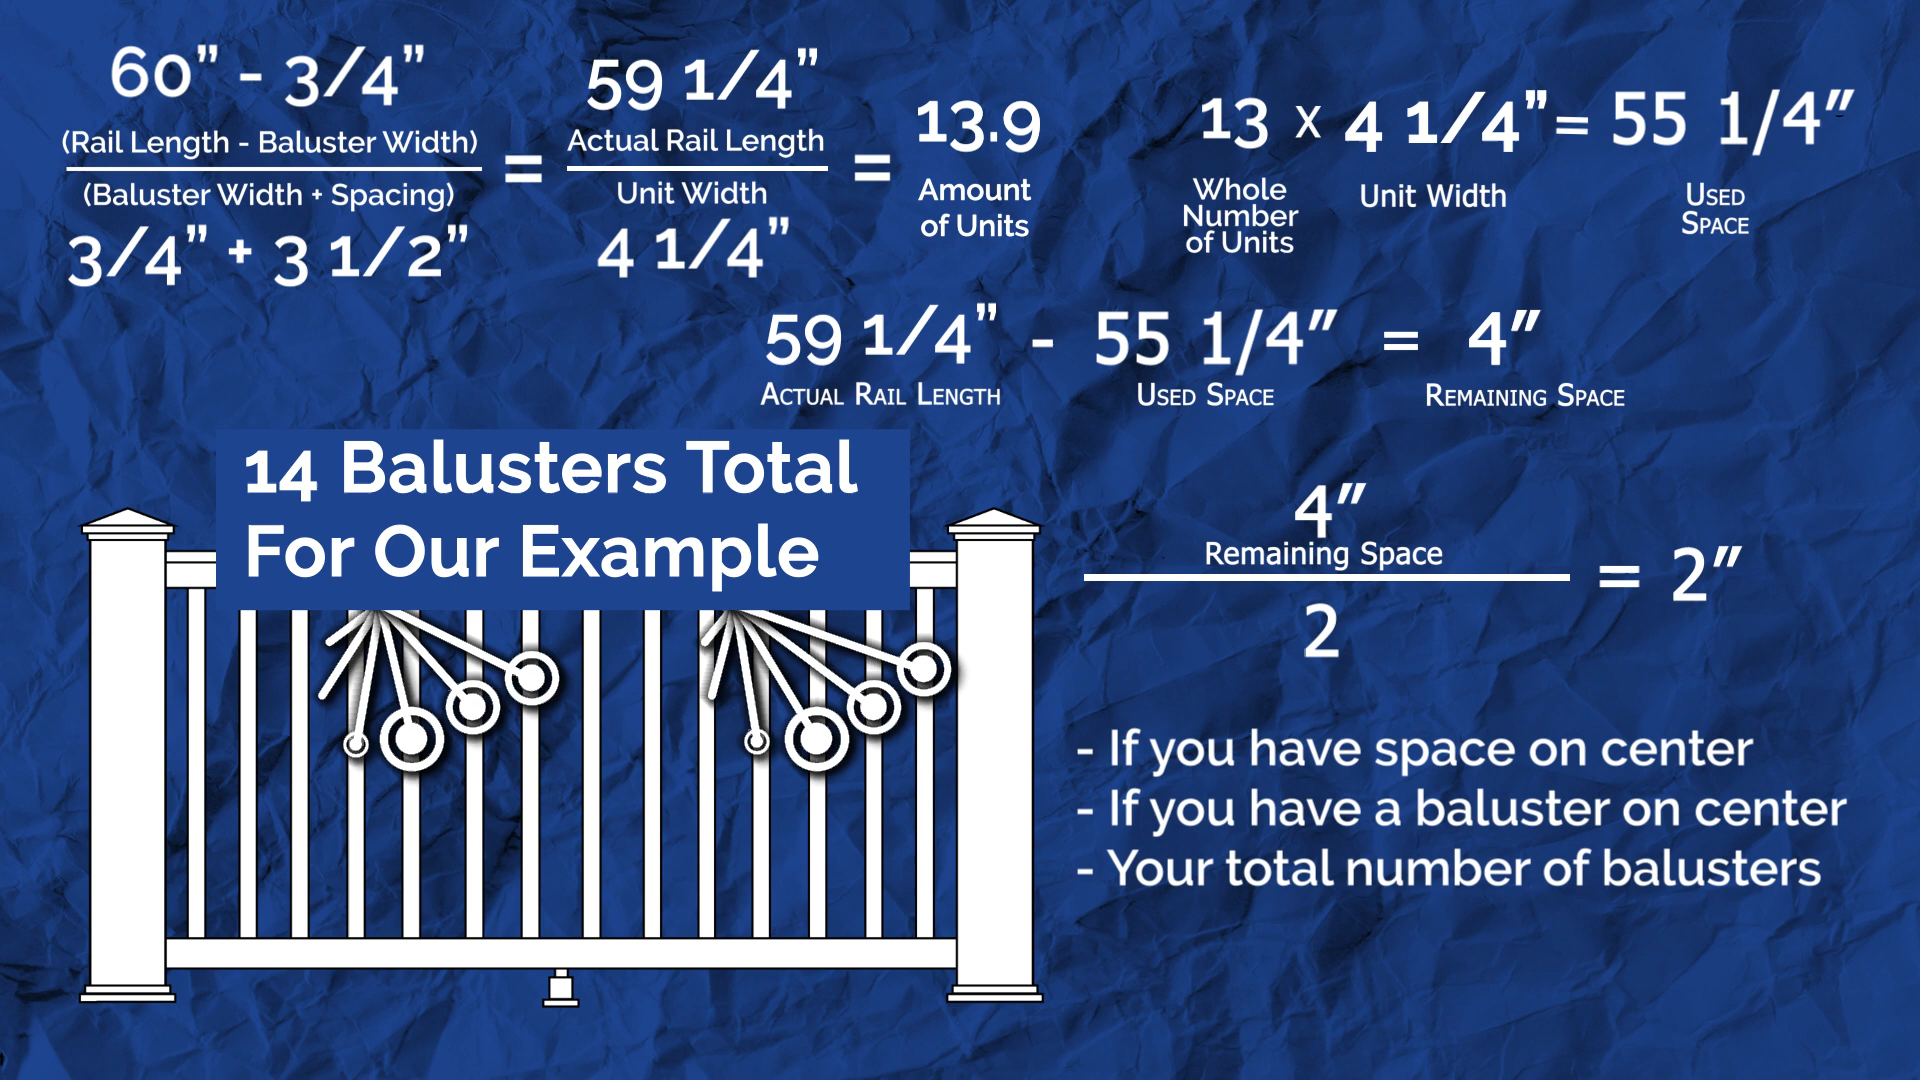 60” - 3/4”
(Rail Length - Baluster Width)
(Baluster Width + Spacing)
3/4” + 3 1/2”
=
59 1/4”
Actual Rail Length
Unit Width
4 1/4”
=
13.9
Amount
of Units
13 x 4 1/4” = 55 1/4”
Whole
Number
of Units
Unit Width
Used
Space
59 1/4” - 55 1/4” = 4”
Actual Rail Length
Used Space
Remaining Space
14 Balusters Total
For Our Example
4”
Remaining Space
2
= 2”
- If you have space on center
- If you have a baluster on center
- Your total number of balusters